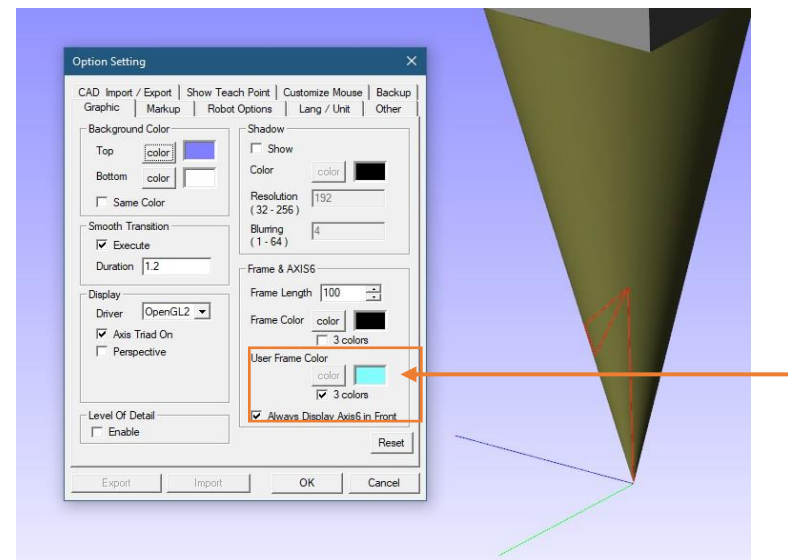 Option Setting
CAD Import / Export Show Teach Point Customize Mouse Backup
Graphic Markup Robot Options Lang / Unit Other
Background Color
Top color
Bottom color
Same Color
Smooth Transition
Execute
Duration 1.2
Display
Driver OpenGL2
Axis Triad On
Perspective
Level Of Detail
Enable
Shadow
Show
Color color
Resolution 192
( 32 - 256 )
Blurring 4
( 1 - 64 )
Frame & AXIS6
Frame Length 100
Frame Color color
3 colors
User Frame Color
color
3 colors
Always Display Axis6 in Front
Reset
Export Import OK Cancel